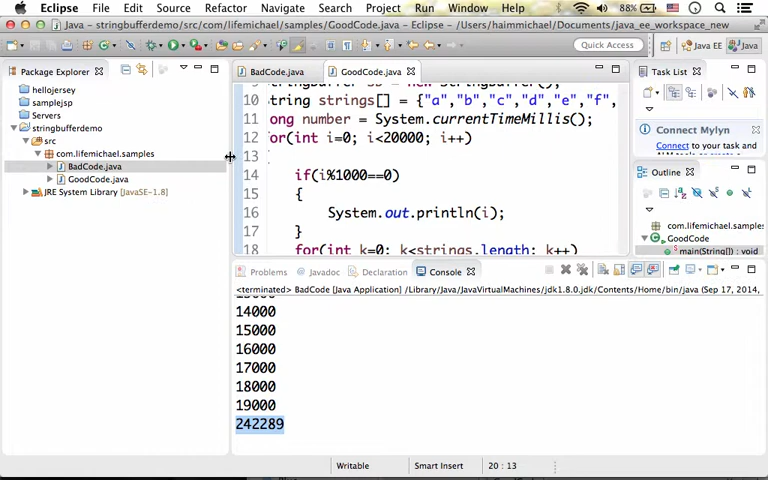 Eclipse File Edit Source Refactor Navigate Search Project Run Window Help 88%
Java EE - stringbufferdemo/src/com/lifemichael/samples/GoodCode.java - Eclipse - /Users/haimmichael/Documents/java_ee_workspace_new
Quick Access Java EE Java
Package Explorer
hellojersey
samplejsp
Servers
stringbufferdemo
src
com.lifemichael.samples
BadCode.java
GoodCode.java
JRE System Library [JavaSE-1.8]
BadCode.java GoodCode.java
10 tring strings[] = {"a","b","c","d","e","f",
11 ong number = System.currentTimeMillis();
12 or(int i=0; i<20000; i++)
13
14 if(i%1000==0)
15 {
16 System.out.println(i);
17 }
18 for(int k=0; k<strings.length; k++)
Task List
Connect Mylyn
Connect to your task and
Outline
com.lifemichael.samples
GoodCode
main(String[]) : void
Problems Javadoc Declaration Console
<terminated> BadCode [Java Application] /Library/Java/JavaVirtualMachines/jdk1.8.0.jdk/Contents/Home/bin/java (Sep 17, 2014,
14000
15000
16000
17000
18000
19000
242289
Writable Smart Insert 20 : 13